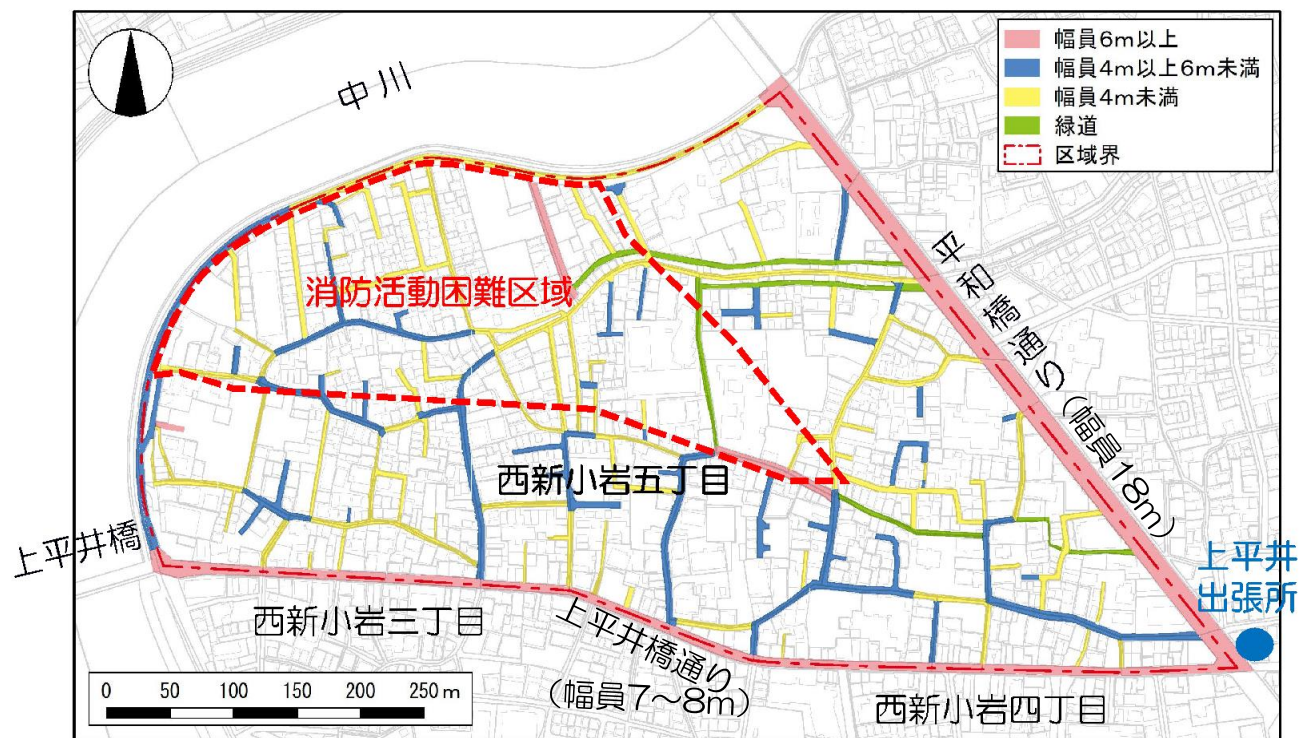 幅員6m以上
幅員4m以上6m未満
幅員4m未満
緑道
区域界
中川
消防活動困難区域
平和橋通り(幅員18m)
西新小岩五丁目
上平井橋
上平井
出張所
西新小岩三丁目
上平井橋通り
(幅員7～8m)
西新小岩四丁目
0 50 100 150 200 250 m